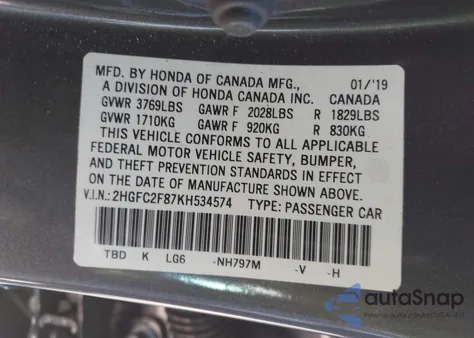 MFD. BY HONDA OF CANADA MFG., 01/'19
A DIVISION OF HONDA CANADA INC. CANADA
GVWR 3769LBS GAWR F 2028LBS R 1829LBS
GVWR 1710KG GAWR F 920KG R 830KG
THIS VEHICLE CONFORMS TO ALL APPLICABLE
FEDERAL MOTOR VEHICLE SAFETY, BUMPER,
AND THEFT PREVENTION STANDARDS IN EFFECT
ON THE DATE OF MANUFACTURE SHOWN ABOVE.
V.I.N.:2HGFC2F87KH534574 TYPE: PASSENGER CAR
TBD K LG6 -NH797M -V -H
autoSnap